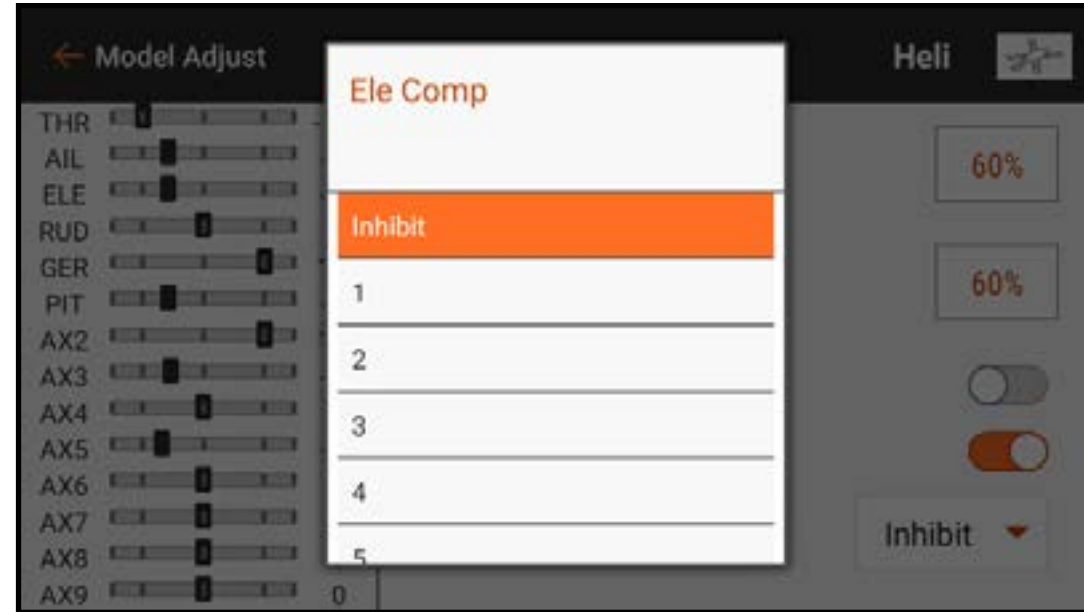 Model Adjust
Heli
Ele Comp
Inhibit
1
2
3
4
5
THR
AIL
ELE
RUD
GER
PIT
AX2
AX3
AX4
AX5
AX6
AX7
AX8
AX9
0
60%
60%
Inhibit